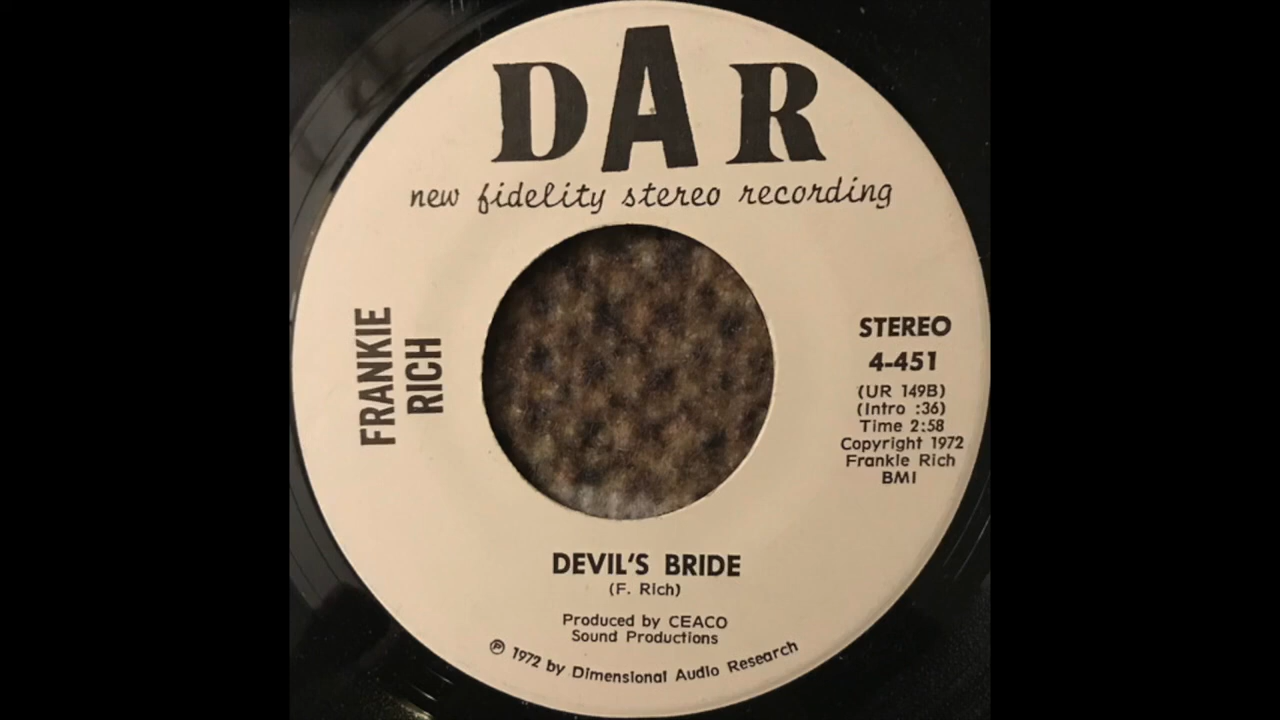 DAR
new fidelity stereo recording
FRANKIE
RICH
STEREO
4-451
(UR 149B)
(Intro :36)
Time 2:58
Copyright 1972
Frankie Rich
BMI
DEVIL'S BRIDE
(F. Rich)
Produced by CEACO
Sound Productions
℗ 1972 by Dimensional Audio Research